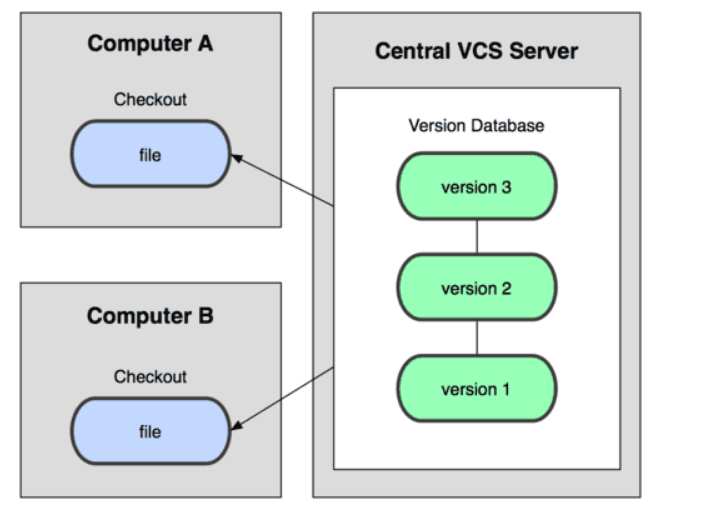 Computer A
Checkout
file
Computer B
Checkout
file
Central VCS Server
Version Database
version 3
version 2
version 1